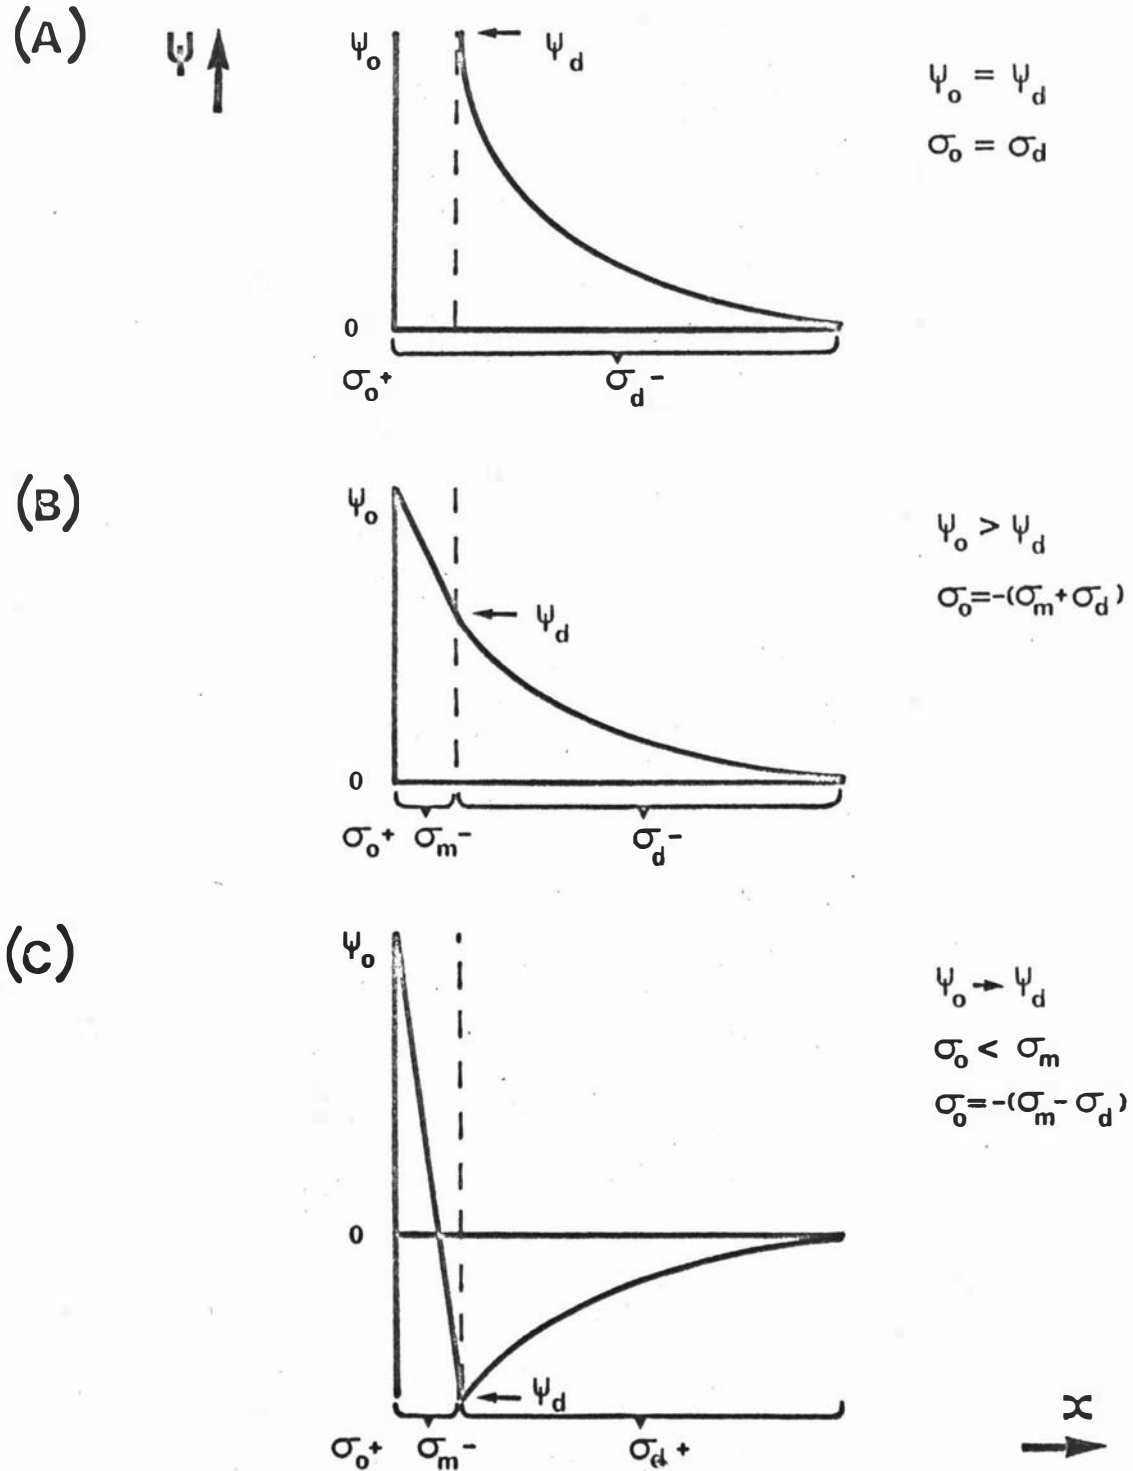 (A)
Ψ
Ψo
Ψd
Ψo = Ψd
σo = σd
0
σo+
σd-
(B)
Ψo
Ψd
Ψo > Ψd
σo=-(σm+σd)
0
σo+ σm- σd-
(C)
Ψo
Ψo → Ψd
σo < σm
σo=-(σm-σd)
0
Ψd
x
σo+ σm- σd+